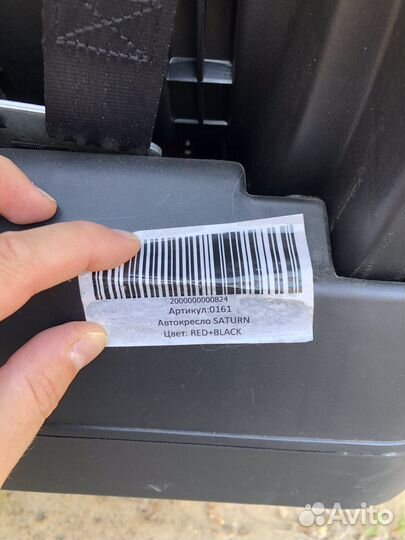 2000000000824
Артикул:0161
Автокресло SATURN
Цвет: RED+BLACK
Avito